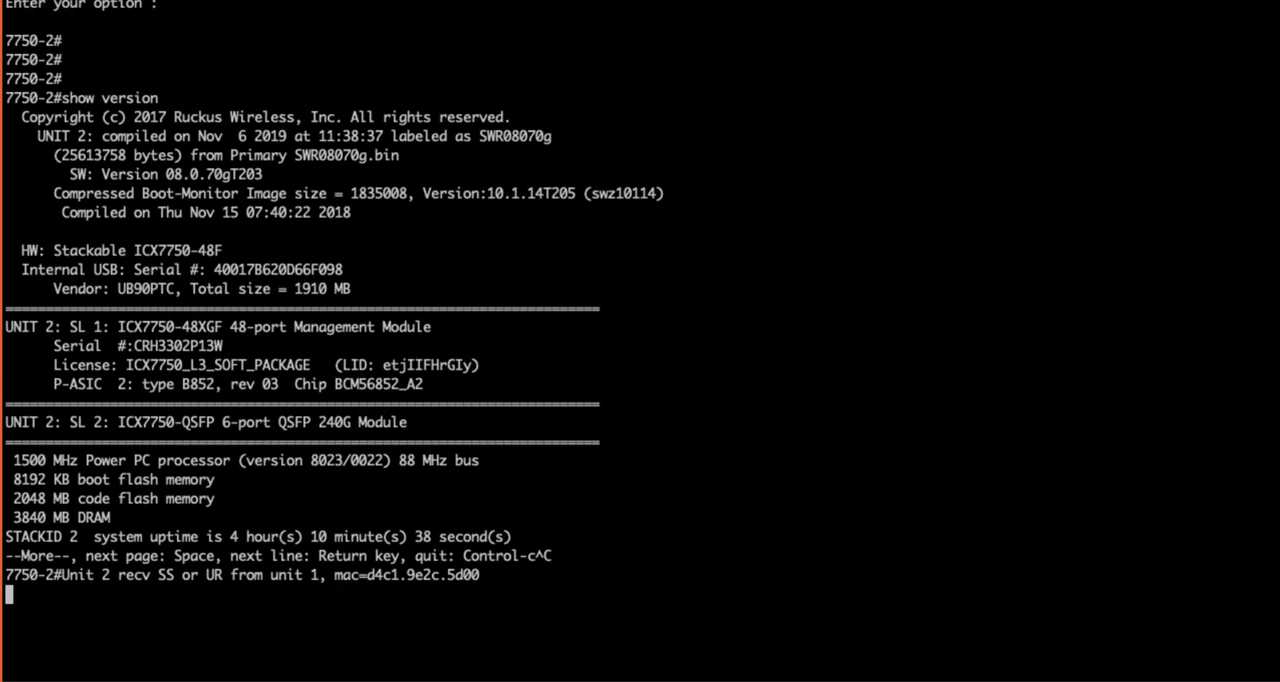 Enter your option :
7750-2#
7750-2#
7750-2#
7750-2#show version
Copyright (c) 2017 Ruckus Wireless, Inc. All rights reserved.
UNIT 2: compiled on Nov  6 2019 at 11:38:37 labeled as SWR08070g
(25613758 bytes) from Primary SWR08070g.bin
SW: Version 08.0.70gT203
Compressed Boot-Monitor Image size = 1835008, Version:10.1.14T205 (swz10114)
Compiled on Thu Nov 15 07:40:22 2018
HW: Stackable ICX7750-48F
Internal USB: Serial #: 40017B620D66F098
Vendor: UB90PTC, Total size = 1910 MB
==========================================================================
UNIT 2: SL 1: ICX7750-48XGF 48-port Management Module
Serial  #:CRH3302P13W
License: ICX7750_L3_SOFT_PACKAGE   (LID: etjIIFHrGIy)
P-ASIC  2: type B852, rev 03  Chip BCM56852_A2
==========================================================================
UNIT 2: SL 2: ICX7750-QSFP 6-port QSFP 240G Module
==========================================================================
1500 MHz Power PC processor (version 8023/0022) 88 MHz bus
8192 KB boot flash memory
2048 MB code flash memory
3840 MB DRAM
STACKID 2  system uptime is 4 hour(s) 10 minute(s) 38 second(s)
--More--, next page: Space, next line: Return key, quit: Control-c^C
7750-2#Unit 2 recv SS or UR from unit 1, mac=d4c1.9e2c.5d00